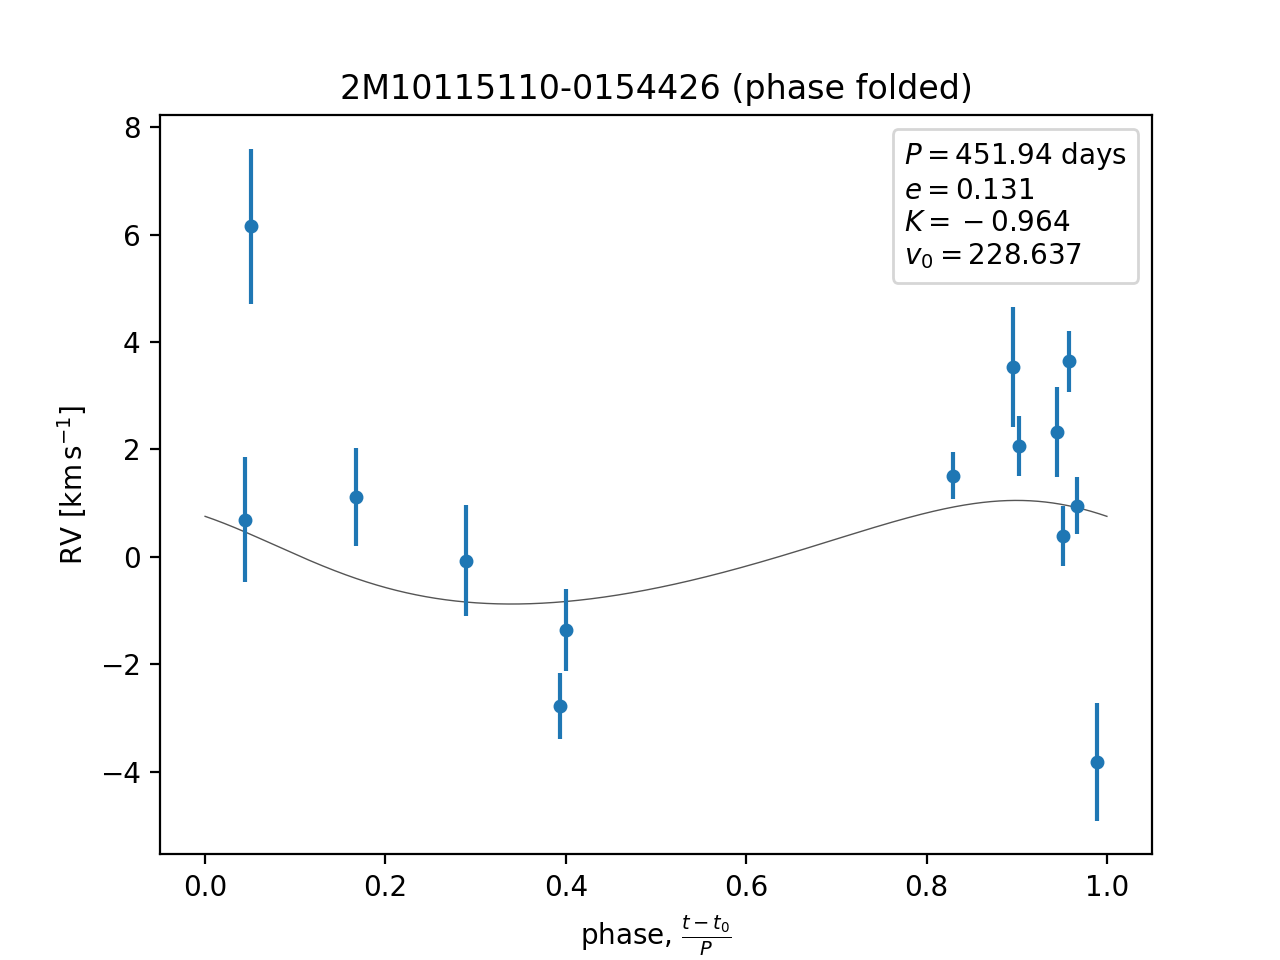 2M10115110-0154426 (phase folded)
P = 451.94 days
e = 0.131
K = −0.964
v₀ = 228.637
RV [km s⁻¹]
8
6
4
2
0
−2
−4
0.0 0.2 0.4 0.6 0.8 1.0
phase, (t − t₀)/P